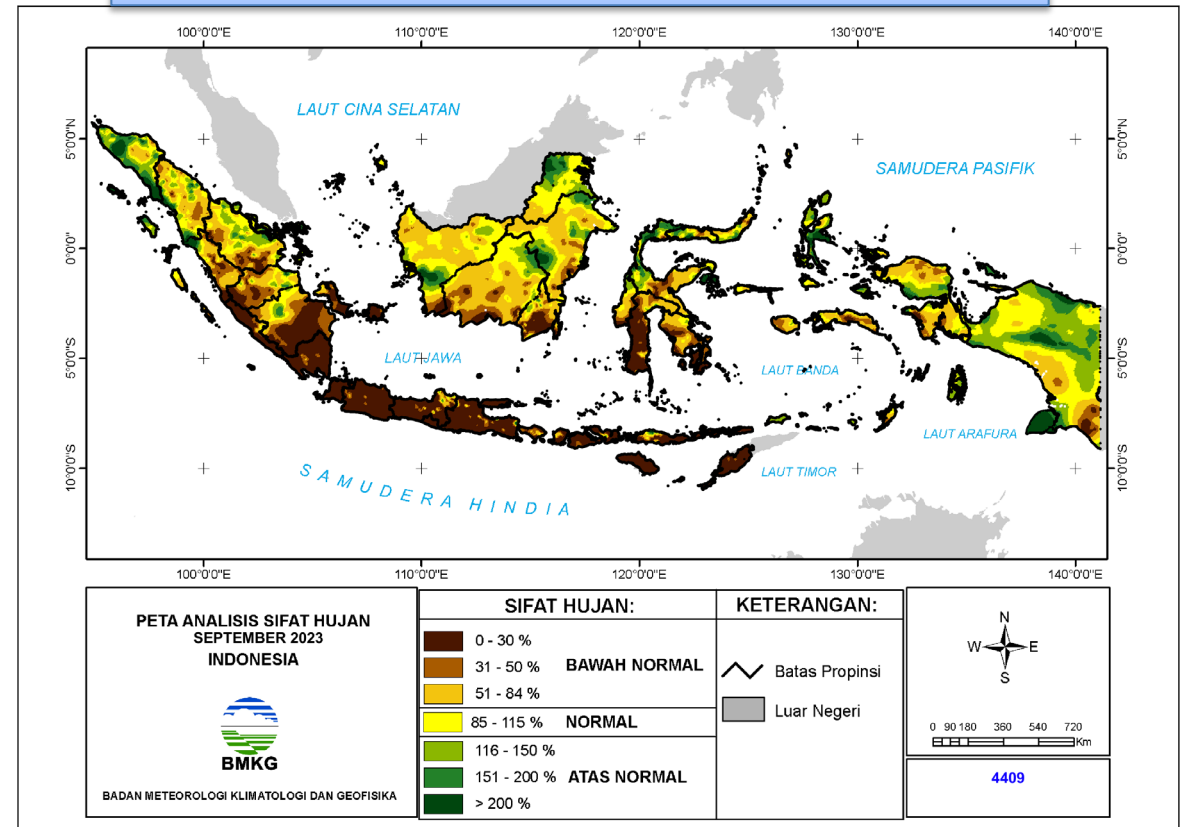 100°0'0"E 110°0'0"E 120°0'0"E 130°0'0"E 140°0'0"E
LAUT CINA SELATAN
SAMUDERA PASIFIK
5°0'0"N 5°0'0"N
0°0'0" 0°0'0"
5°0'0"S 5°0'0"S
10°0'0"S 10°0'0"S
LAUT JAWA
LAUT BANDA
LAUT ARAFURA
LAUT TIMOR
SAMUDERA HINDIA
100°0'0"E 110°0'0"E 120°0'0"E 130°0'0"E 140°0'0"E
PETA ANALISIS SIFAT HUJAN
SEPTEMBER 2023
INDONESIA
BMKG
BADAN METEOROLOGI KLIMATOLOGI DAN GEOFISIKA
SIFAT HUJAN:
0 - 30 %
31 - 50 % BAWAH NORMAL
51 - 84 %
85 - 115 % NORMAL
116 - 150 %
151 - 200 % ATAS NORMAL
> 200 %
KETERANGAN:
Batas Propinsi
Luar Negeri
N
W E
S
0 90 180 360 540 720
Km
4409